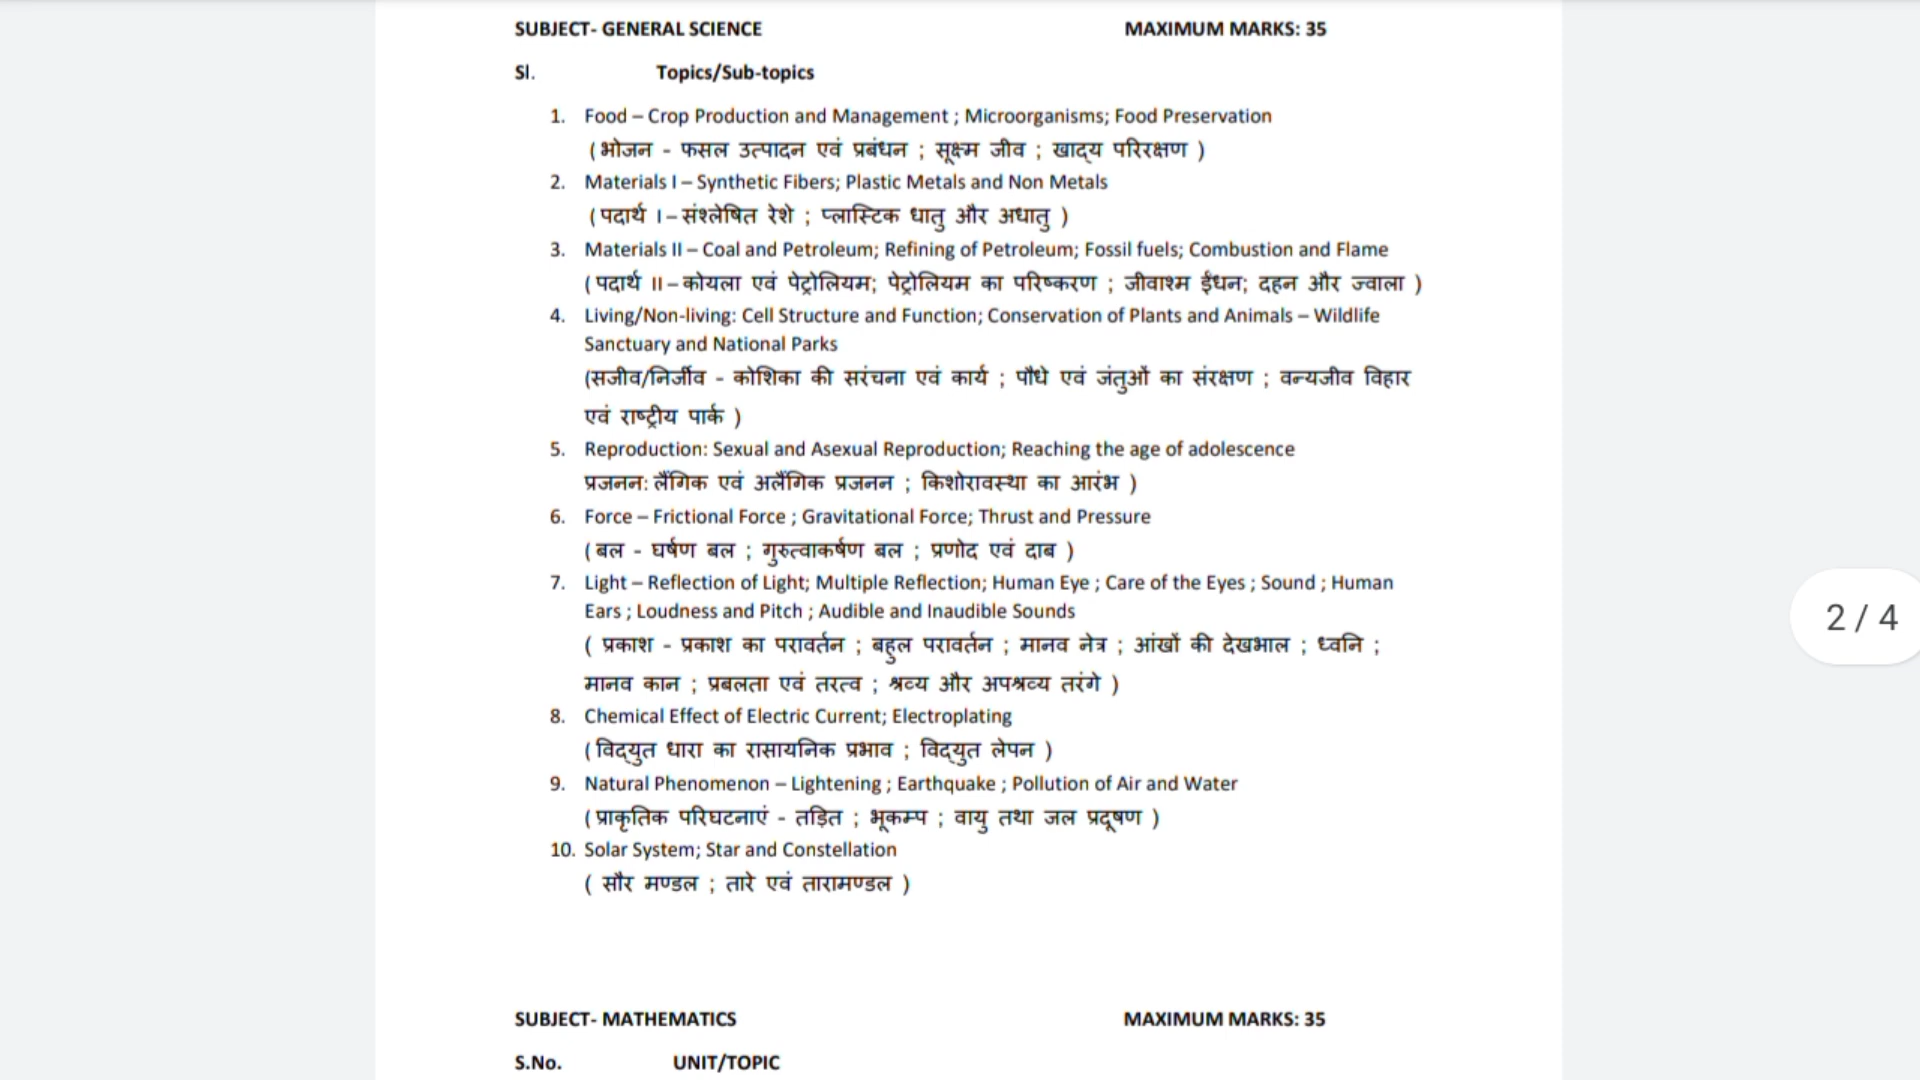 SUBJECT- GENERAL SCIENCE MAXIMUM MARKS: 35
Sl. Topics/Sub-topics
1. Food – Crop Production and Management ; Microorganisms; Food Preservation
( भोजन - फसल उत्पादन एवं प्रबंधन ; सूक्ष्म जीव ; खाद्य परिरक्षण )
2. Materials I – Synthetic Fibers; Plastic Metals and Non Metals
( पदार्थ I – संश्लेषित रेशे ; प्लास्टिक धातु और अधातु )
3. Materials II – Coal and Petroleum; Refining of Petroleum; Fossil fuels; Combustion and Flame
( पदार्थ II – कोयला एवं पेट्रोलियम; पेट्रोलियम का परिष्करण ; जीवाश्म ईंधन; दहन और ज्वाला )
4. Living/Non-living: Cell Structure and Function; Conservation of Plants and Animals – Wildlife
Sanctuary and National Parks
(सजीव/निर्जीव - कोशिका की सरंचना एवं कार्य ; पौधे एवं जंतुओं का संरक्षण ; वन्यजीव विहार
एवं राष्ट्रीय पार्क )
5. Reproduction: Sexual and Asexual Reproduction; Reaching the age of adolescence
प्रजनन: लैंगिक एवं अलैंगिक प्रजनन ; किशोरावस्था का आरंभ )
6. Force – Frictional Force ; Gravitational Force; Thrust and Pressure
( बल - घर्षण बल ; गुरुत्वाकर्षण बल ; प्रणोद एवं दाब )
7. Light – Reflection of Light; Multiple Reflection; Human Eye ; Care of the Eyes ; Sound ; Human
Ears ; Loudness and Pitch ; Audible and Inaudible Sounds
( प्रकाश - प्रकाश का परावर्तन ; बहुल परावर्तन ; मानव नेत्र ; आंखों की देखभाल ; ध्वनि ;
मानव कान ; प्रबलता एवं तरत्व ; श्रव्य और अपश्रव्य तरंगे )
8. Chemical Effect of Electric Current; Electroplating
( विद्युत धारा का रासायनिक प्रभाव ; विद्युत लेपन )
9. Natural Phenomenon – Lightening ; Earthquake ; Pollution of Air and Water
( प्राकृतिक परिघटनाएं - तड़ित ; भूकम्प ; वायु तथा जल प्रदूषण )
10. Solar System; Star and Constellation
( सौर मण्डल ; तारे एवं तारामण्डल )
2 / 4
SUBJECT- MATHEMATICS MAXIMUM MARKS: 35
S.No. UNIT/TOPIC